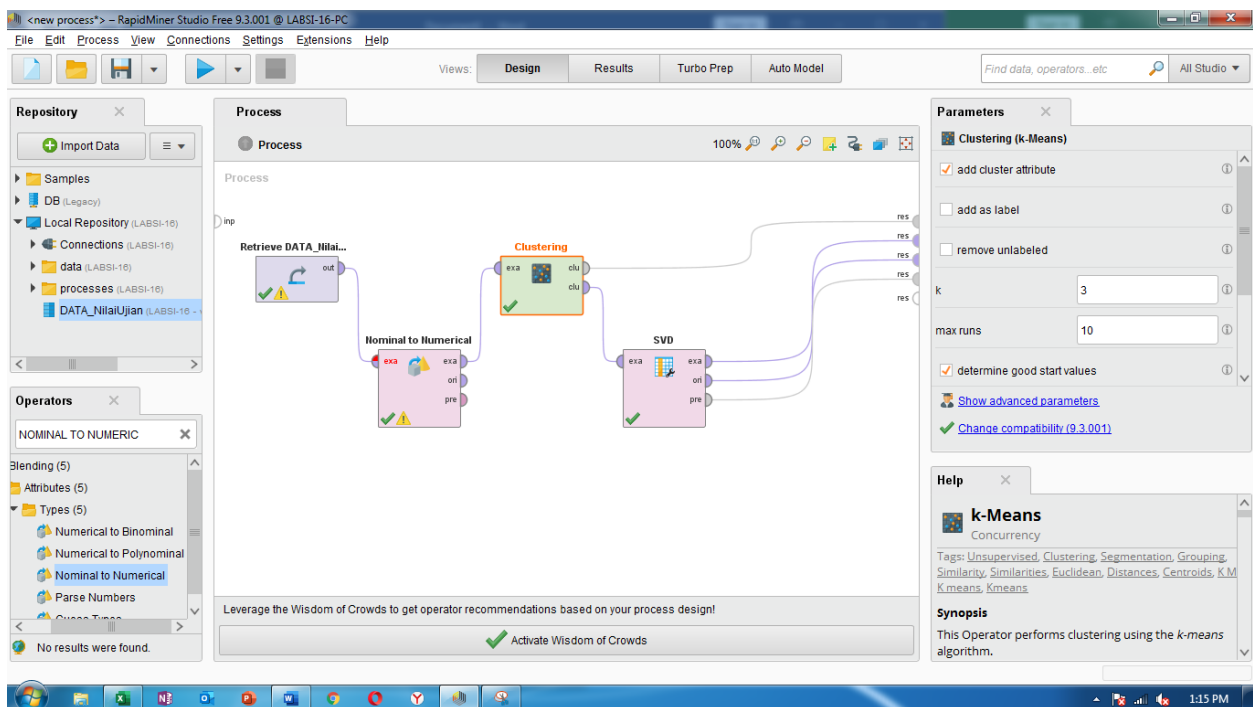 <new process*> – RapidMiner Studio Free 9.3.001 @ LABSI-16-PC
File Edit Process View Connections Settings Extensions Help
Views: Design Results Turbo Prep Auto Model
Find data, operators...etc
All Studio
Repository
Import Data
Samples
DB (Legacy)
Local Repository (LABSI-16)
Connections (LABSI-16)
data (LABSI-16)
processes (LABSI-16)
DATA_NilaiUjian (LABSI-16 -
Operators
NOMINAL TO NUMERIC
Blending (5)
Attributes (5)
Types (5)
Numerical to Binominal
Numerical to Polynominal
Nominal to Numerical
Parse Numbers
No results were found.
Process
Process
100%
Process
inp
Retrieve DATA_Nilai...
out
Nominal to Numerical
exa exa
ori
pre
Clustering
exa clu
clu
SVD
exa exa
ori
pre
res
res
res
res
res
Leverage the Wisdom of Crowds to get operator recommendations based on your process design!
Activate Wisdom of Crowds
Parameters
Clustering (k-Means)
add cluster attribute
add as label
remove unlabeled
k 3
max runs 10
determine good start values
Show advanced parameters
Change compatibility (9.3.001)
Help
k-Means
Concurrency
Tags: Unsupervised, Clustering, Segmentation, Grouping,
Similarity, Similarities, Euclidean, Distances, Centroids, K M
K means, Kmeans
Synopsis
This Operator performs clustering using the k-means
algorithm.
1:15 PM